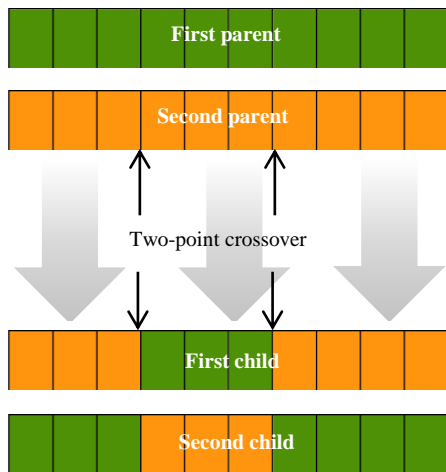 First parent
Second parent
Two-point crossover
First child
Second child